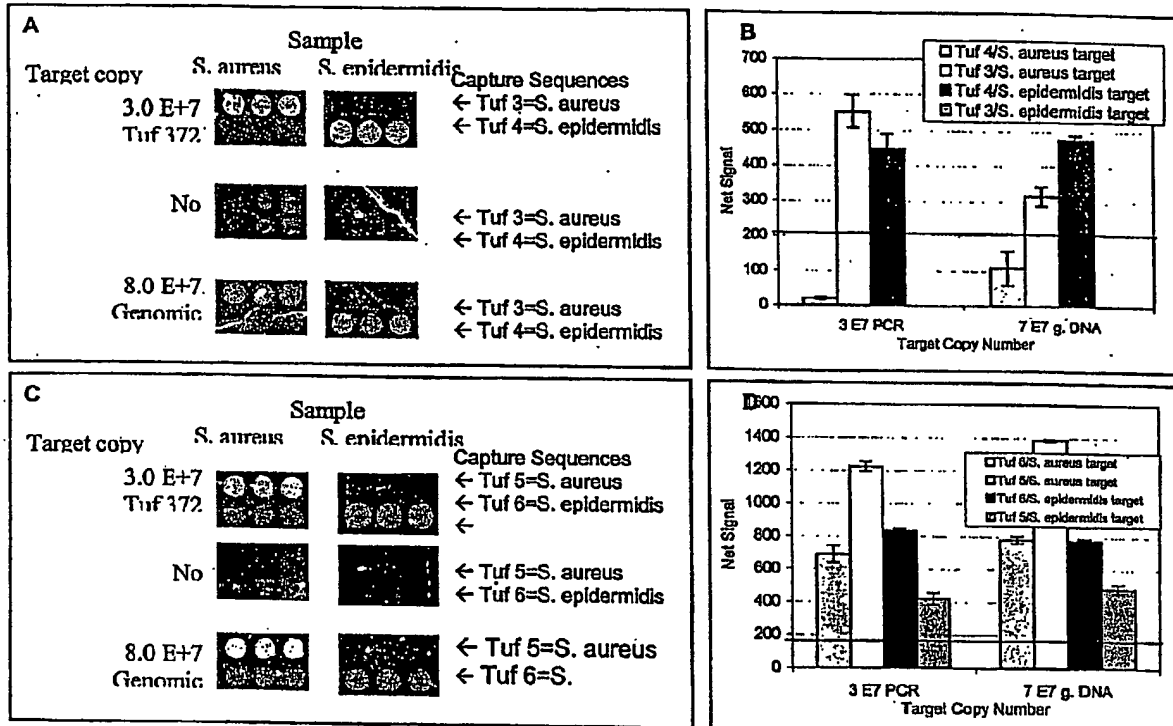 A
Sample
Target copy
S. aureus
S. epidermidis
Capture Sequences
3.0 E+7
Tuf 372
← Tuf 3=S. aureus
← Tuf 4=S. epidermidis
No
← Tuf 3=S. aureus
← Tuf 4=S. epidermidis
8.0 E+7
Genomic
← Tuf 3=S. aureus
← Tuf 4=S. epidermidis
B
Tuf 4/S. aureus target
Tuf 3/S. aureus target
Tuf 4/S. epidermidis target
Tuf 3/S. epidermidis target
Net Signal
700
600
500
400
300
200
100
0
3 E7 PCR
7 E7 g. DNA
Target Copy Number
C
Sample
Target copy
S. aureus
S. epidermidis
Capture Sequences
3.0 E+7
Tuf 372
← Tuf 5=S. aureus
← Tuf 6=S. epidermidis
←
No
← Tuf 5=S. aureus
← Tuf 6=S. epidermidis
8.0 E+7
Genomic
← Tuf 5=S. aureus
← Tuf 6=S.
D
Tuf 6/S. aureus target
Tuf 5/S. aureus target
Tuf 6/S. epidermidis target
Tuf 5/S. epidermidis target
Net Signal
1600
1400
1200
1000
800
600
400
200
0
3 E7 PCR
7 E7 g. DNA
Target Copy Number